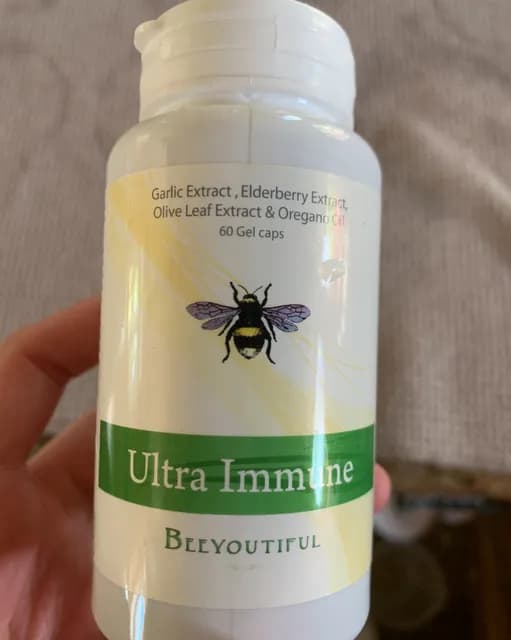 Garlic Extract , Elderberry Extract,
Olive Leaf Extract & Oregano Oil
60 Gel caps
Ultra Immune
BEEYOUTIFUL